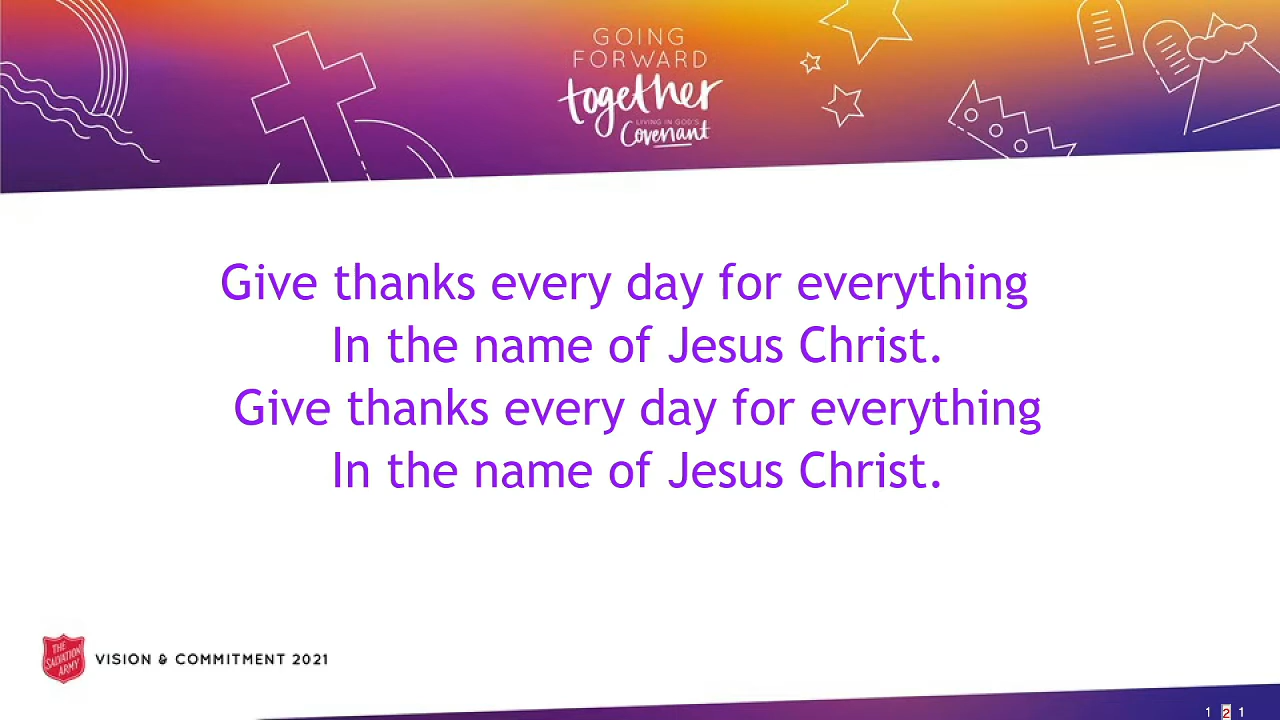 GOING
FORWARD
together
LIVING IN GOD'S
Covenant
Give thanks every day for everything
In the name of Jesus Christ.
Give thanks every day for everything
In the name of Jesus Christ.
THE
SALVATION
ARMY
VISION & COMMITMENT 2021
1 2 1